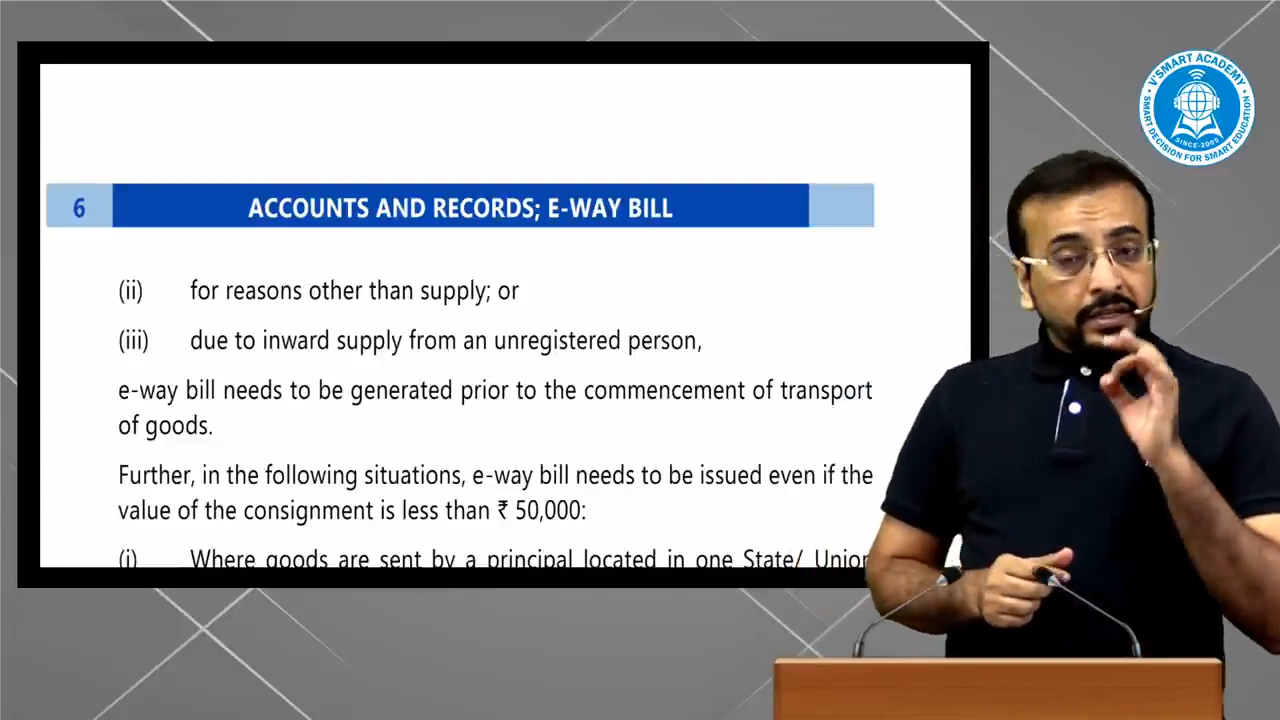 6
ACCOUNTS AND RECORDS; E-WAY BILL
(ii) for reasons other than supply; or
(iii) due to inward supply from an unregistered person,
e-way bill needs to be generated prior to the commencement of transport
of goods.
Further, in the following situations, e-way bill needs to be issued even if the
value of the consignment is less than ₹ 50,000:
(i) Where goods are sent by a principal located in one State/ Union
V'SMART ACADEMY
SMART DECISION FOR SMART EDUCATION
SINCE-2005